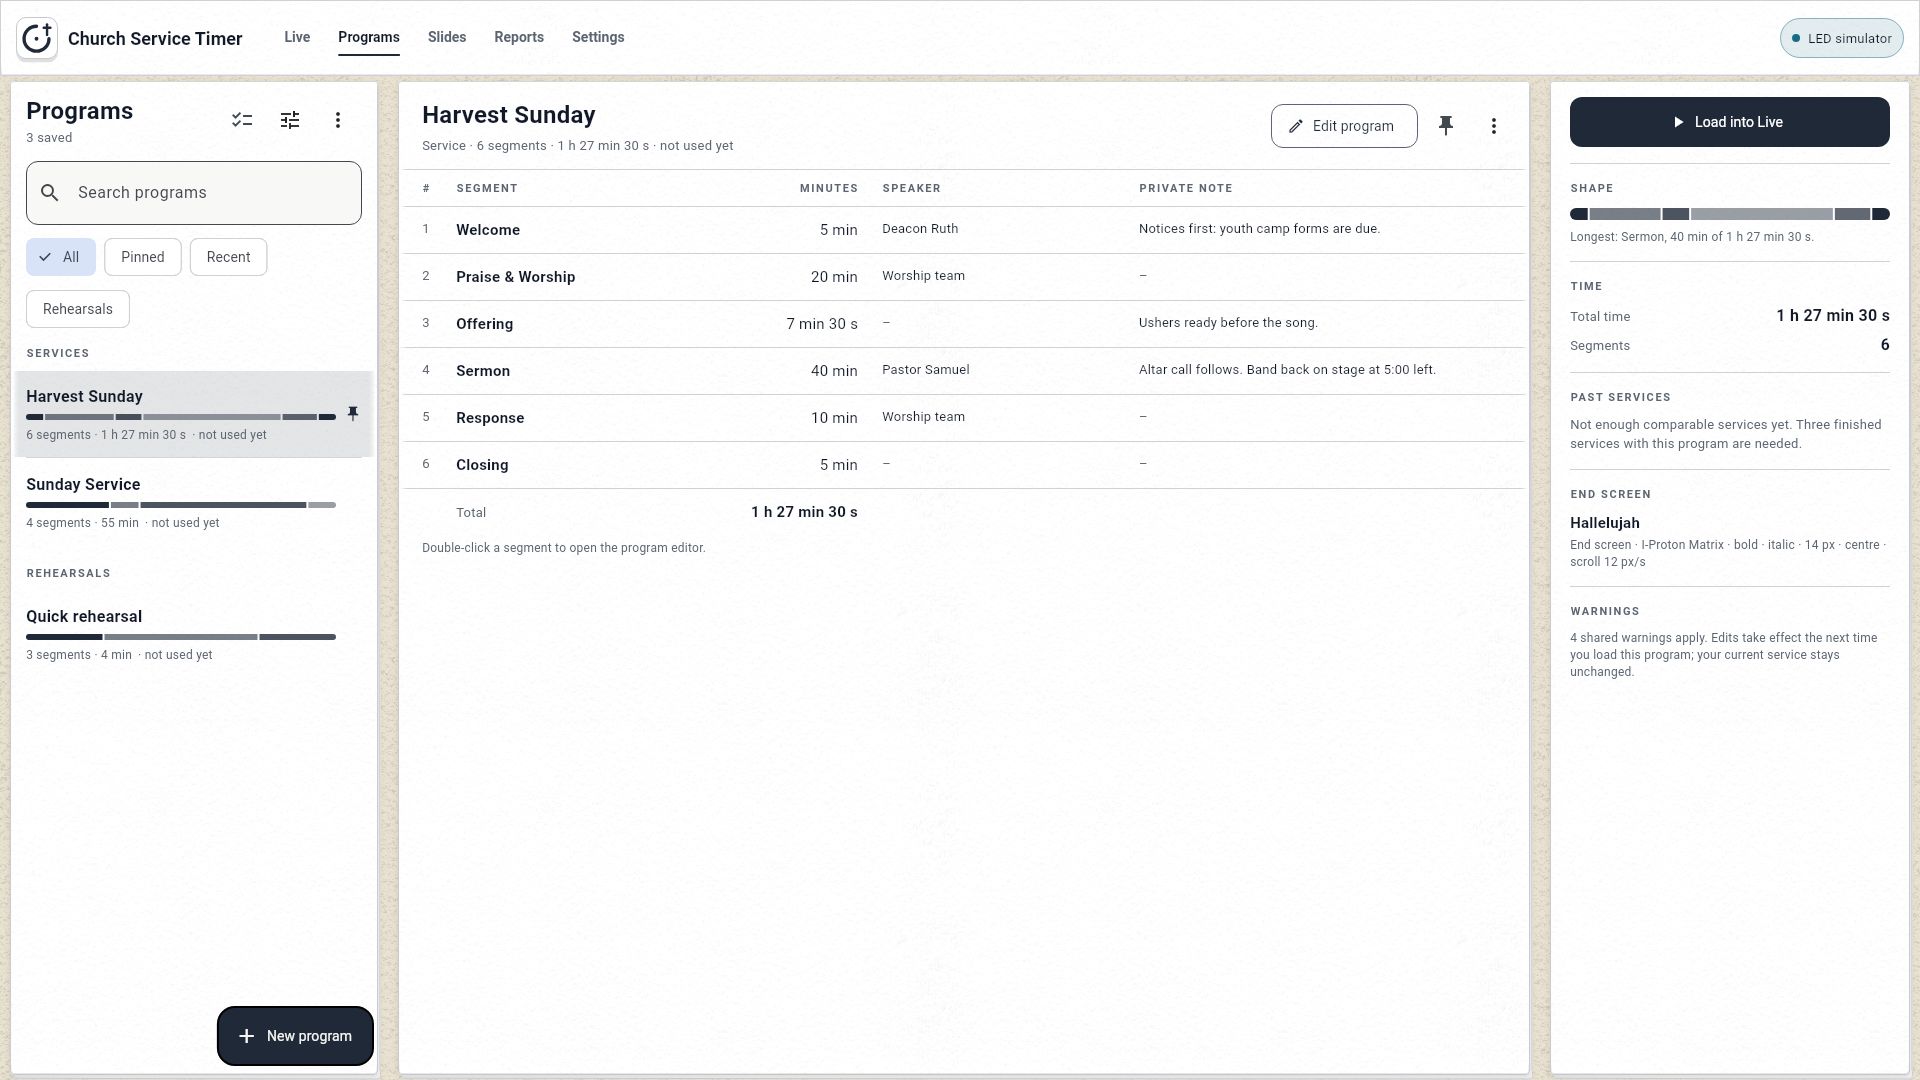 Church Service Timer
Live
Programs
Slides
Reports
Settings
LED simulator
Programs
3 saved
Search programs
All
Pinned
Recent
Rehearsals
SERVICES
Harvest Sunday
6 segments · 1 h 27 min 30 s · not used yet
Sunday Service
4 segments · 55 min · not used yet
REHEARSALS
Quick rehearsal
3 segments · 4 min · not used yet
New program
Harvest Sunday
Service · 6 segments · 1 h 27 min 30 s · not used yet
Edit program
# SEGMENT MINUTES SPEAKER PRIVATE NOTE
1 Welcome 5 min Deacon Ruth Notices first: youth camp forms are due.
2 Praise & Worship 20 min Worship team –
3 Offering 7 min 30 s – Ushers ready before the song.
4 Sermon 40 min Pastor Samuel Altar call follows. Band back on stage at 5:00 left.
5 Response 10 min Worship team –
6 Closing 5 min – –
Total 1 h 27 min 30 s
Double-click a segment to open the program editor.
Load into Live
SHAPE
Longest: Sermon, 40 min of 1 h 27 min 30 s.
TIME
Total time 1 h 27 min 30 s
Segments 6
PAST SERVICES
Not enough comparable services yet. Three finished
services with this program are needed.
END SCREEN
Hallelujah
End screen · I-Proton Matrix · bold · italic · 14 px · centre ·
scroll 12 px/s
WARNINGS
4 shared warnings apply. Edits take effect the next time
you load this program; your current service stays
unchanged.